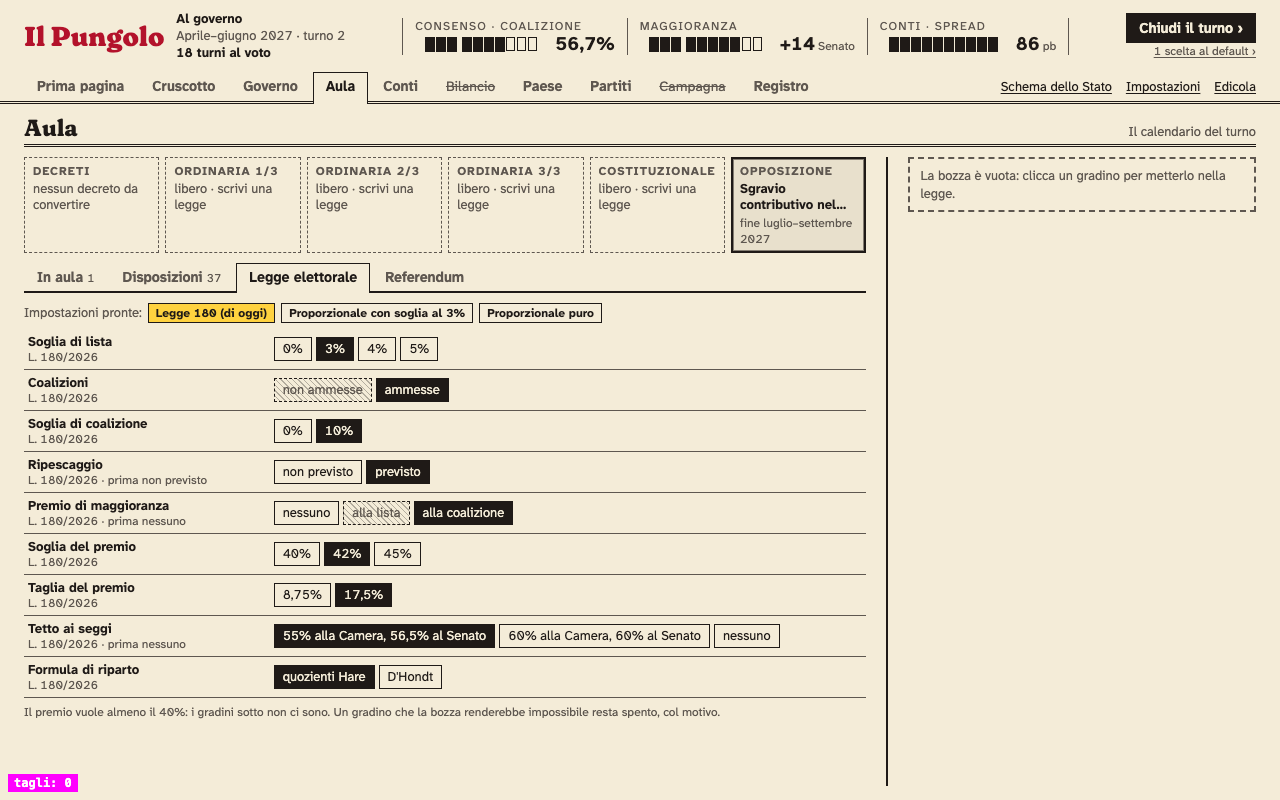 Il Pungolo
Al governo
Aprile–giugno 2027 · turno 2
18 turni al voto
CONSENSO · COALIZIONE
56,7%
MAGGIORANZA
+14 Senato
CONTI · SPREAD
86 pb
Chiudi il turno ›
1 scelta al default ›
Prima pagina Cruscotto Governo Aula Conti Bilancio Paese Partiti Campagna Registro
Schema dello Stato Impostazioni Edicola
Aula
Il calendario del turno
DECRETI
nessun decreto da
convertire
ORDINARIA 1/3
libero · scrivi una
legge
ORDINARIA 2/3
libero · scrivi una
legge
ORDINARIA 3/3
libero · scrivi una
legge
COSTITUZIONALE
libero · scrivi una
legge
OPPOSIZIONE
Sgravio
contributivo nel…
fine luglio–settembre
2027
La bozza è vuota: clicca un gradino per metterlo nella
legge.
In aula 1 Disposizioni 37 Legge elettorale Referendum
Impostazioni pronte: Legge 180 (di oggi) Proporzionale con soglia al 3% Proporzionale puro
Soglia di lista
L. 180/2026
0% 3% 4% 5%
Coalizioni
L. 180/2026
non ammesse ammesse
Soglia di coalizione
L. 180/2026
0% 10%
Ripescaggio
L. 180/2026 · prima non previsto
non previsto previsto
Premio di maggioranza
L. 180/2026 · prima nessuno
nessuno alla lista alla coalizione
Soglia del premio
L. 180/2026
40% 42% 45%
Taglia del premio
L. 180/2026
8,75% 17,5%
Tetto ai seggi
L. 180/2026 · prima nessuno
55% alla Camera, 56,5% al Senato 60% alla Camera, 60% al Senato nessuno
Formula di riparto
L. 180/2026
quozienti Hare D'Hondt
Il premio vuole almeno il 40%: i gradini sotto non ci sono. Un gradino che la bozza renderebbe impossibile resta spento, col motivo.
tagli: 0